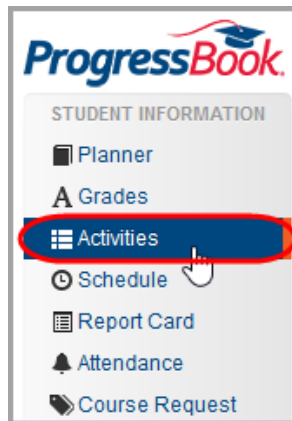 ProgressBook.
STUDENT INFORMATION
Planner
Grades
Activities
Schedule
Report Card
Attendance
Course Request